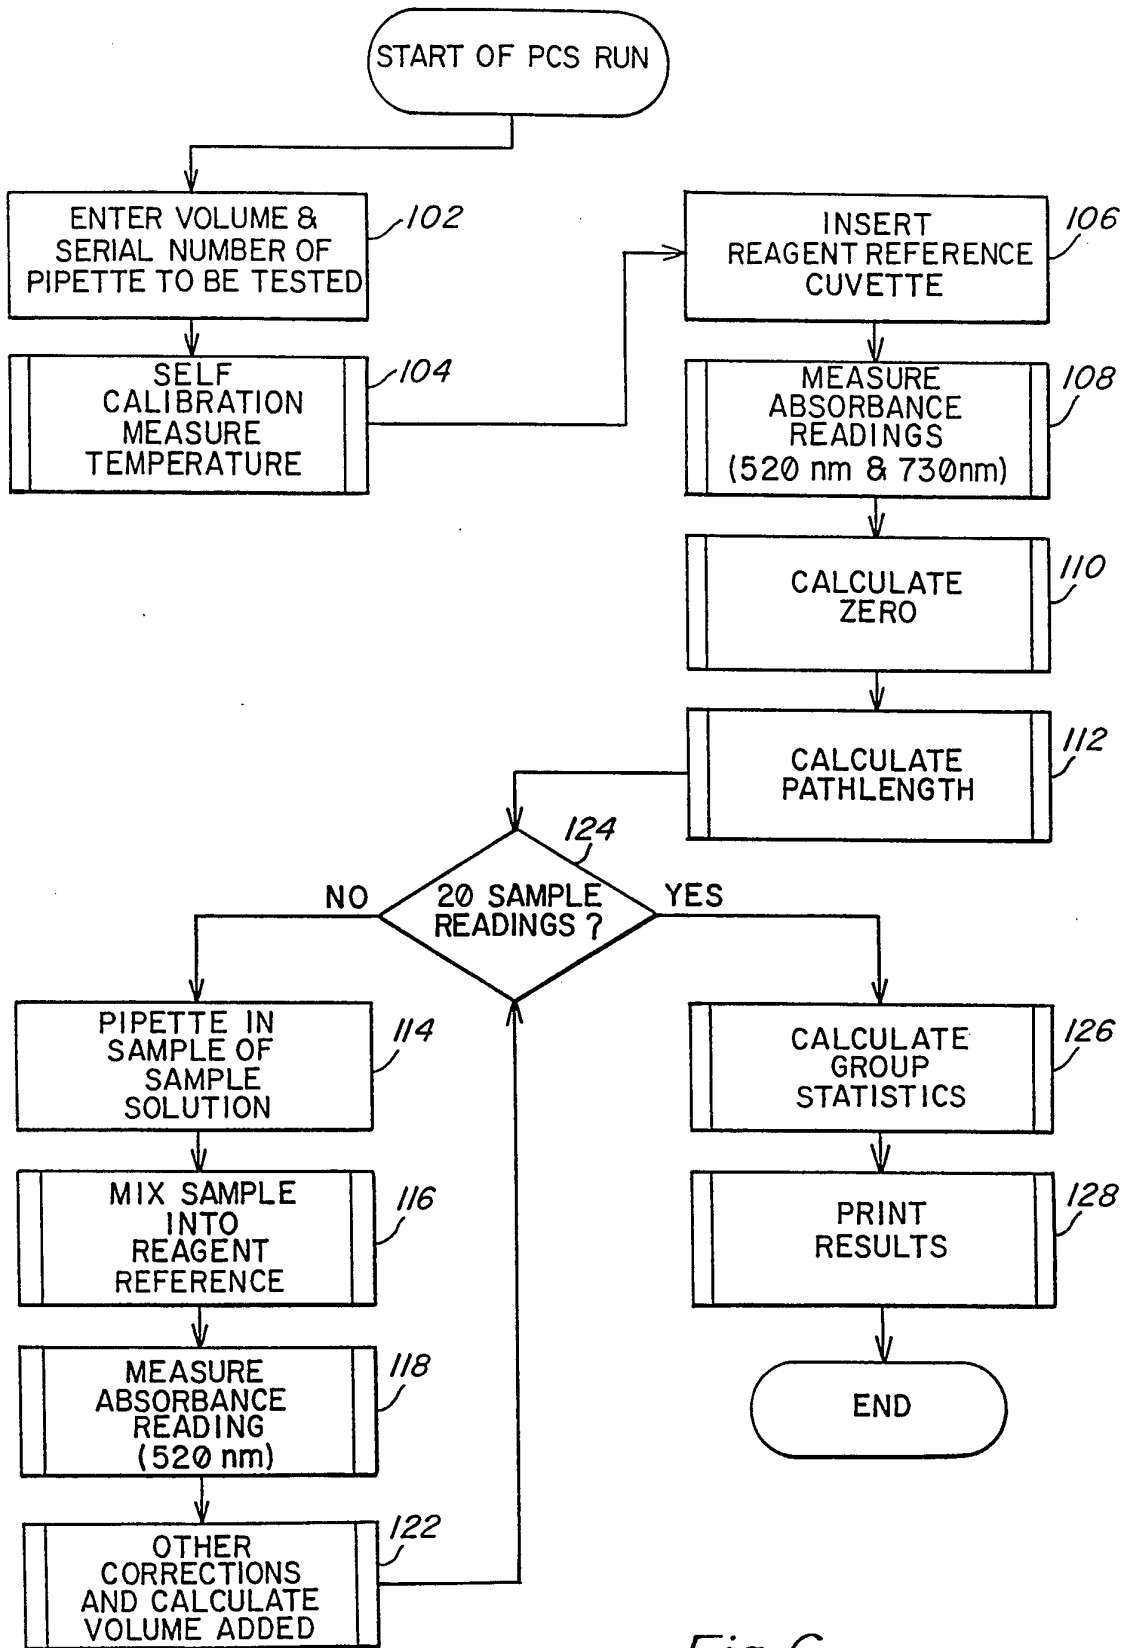 START OF PCS RUN
ENTER VOLUME &
SERIAL NUMBER OF
PIPETTE TO BE TESTED
102
SELF
CALIBRATION
MEASURE
TEMPERATURE
104
INSERT
REAGENT REFERENCE
CUVETTE
106
MEASURE
ABSORBANCE
READINGS
(520 nm & 730nm)
108
CALCULATE
ZERO
110
CALCULATE
PATHLENGTH
112
124
20 SAMPLE
READINGS ?
NO
YES
PIPETTE IN
SAMPLE OF
SAMPLE
SOLUTION
114
MIX SAMPLE
INTO
REAGENT
REFERENCE
116
MEASURE
ABSORBANCE
READING
(520 nm)
118
OTHER
CORRECTIONS
AND CALCULATE
VOLUME ADDED
122
CALCULATE
GROUP
STATISTICS
126
PRINT
RESULTS
128
END
Fig.